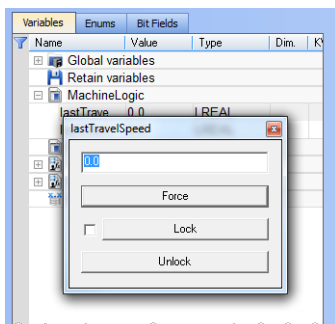 Variables Enums Bit Fields
Name Value Type Dim.
Global variables
Retain variables
MachineLogic
lastTrave 0.0 LREAL
lastTravelSpeed
0.0
Force
Lock
Unlock